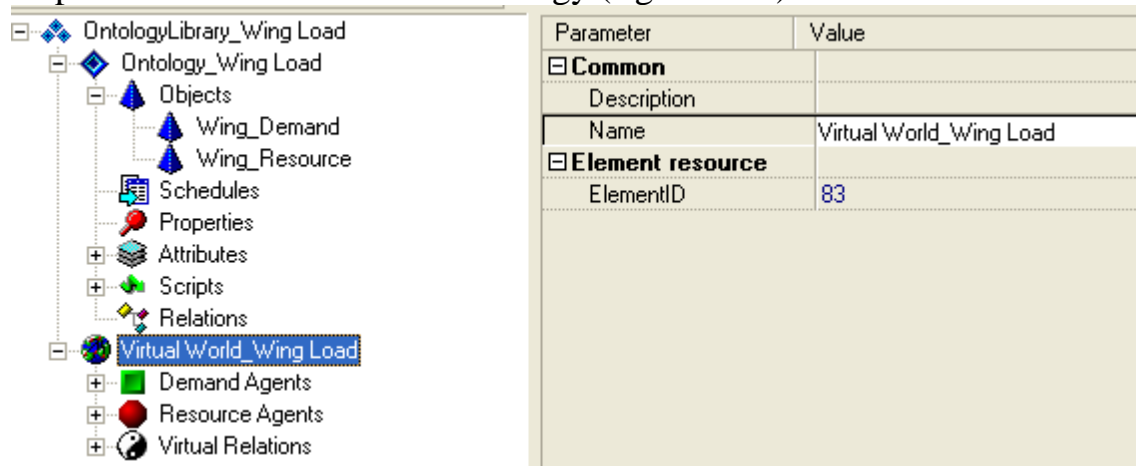 OntologyLibrary_Wing Load
Ontology_Wing Load
Objects
Wing_Demand
Wing_Resource
Schedules
Properties
Attributes
Scripts
Relations
Virtual World_Wing Load
Demand Agents
Resource Agents
Virtual Relations
Parameter Value
Common
Description
Name Virtual World_Wing Load
Element resource
ElementID 83